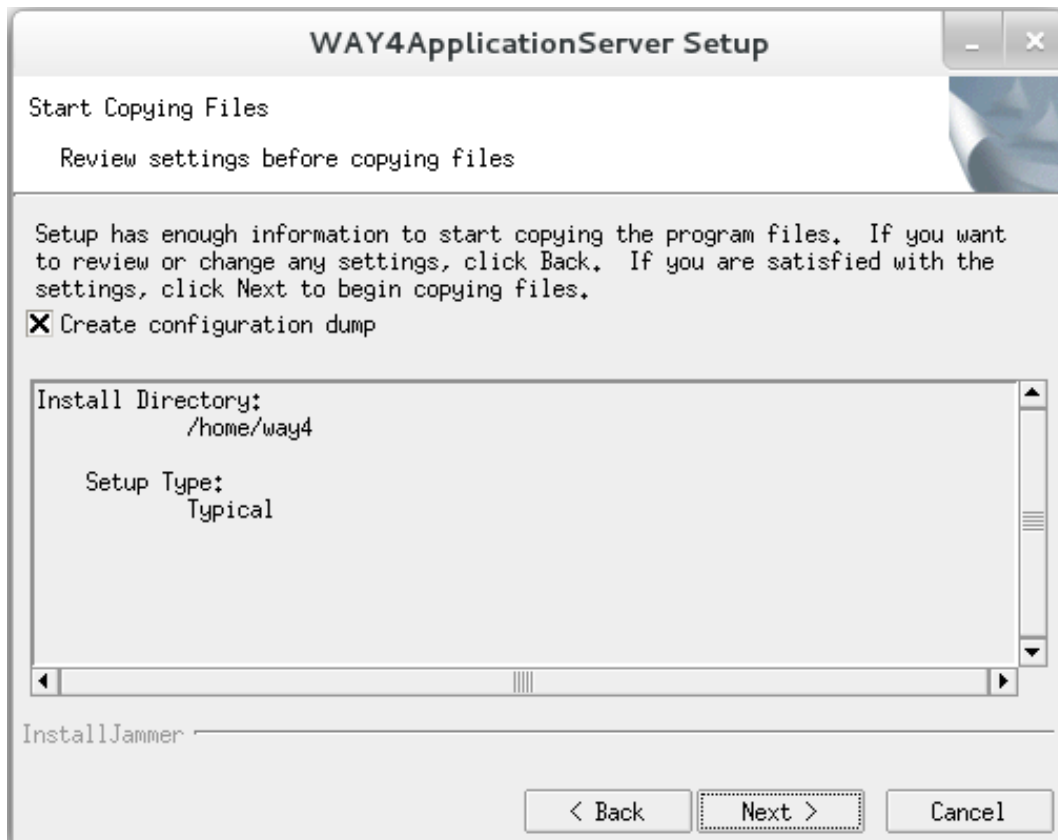 WAY4ApplicationServer Setup
Start Copying Files
Review settings before copying files
Setup has enough information to start copying the program files.  If you want
to review or change any settings, click Back.  If you are satisfied with the
settings, click Next to begin copying files.
Create configuration dump
Install Directory:
/home/way4
Setup Type:
Typical
InstallJammer
< Back
Next >
Cancel